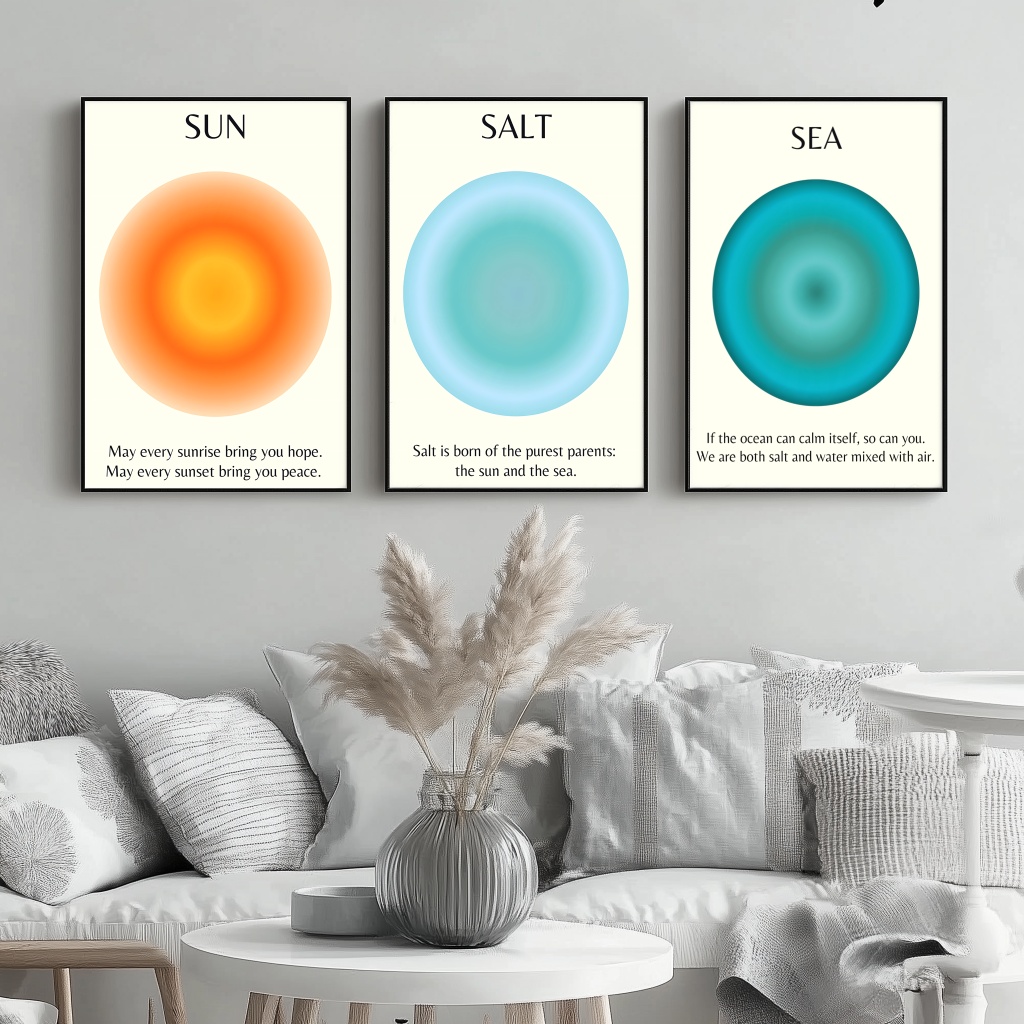 SUN
May every sunrise bring you hope.
May every sunset bring you peace.
SALT
Salt is born of the purest parents:
the sun and the sea.
SEA
If the ocean can calm itself, so can you.
We are both salt and water mixed with air.